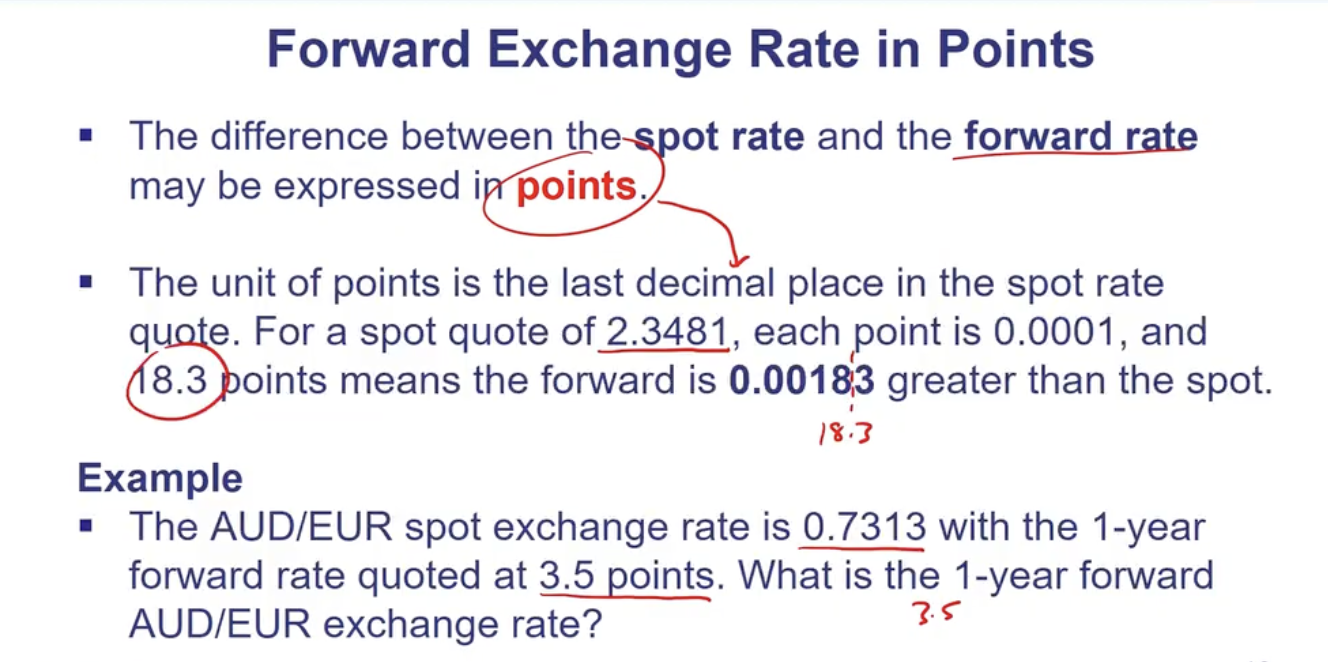 Forward Exchange Rate in Points
▪ The difference between the spot rate and the forward rate
may be expressed in points.
▪ The unit of points is the last decimal place in the spot rate
quote. For a spot quote of 2.3481, each point is 0.0001, and
18.3 points means the forward is 0.00183 greater than the spot.
18.3
Example
▪ The AUD/EUR spot exchange rate is 0.7313 with the 1-year
forward rate quoted at 3.5 points. What is the 1-year forward
AUD/EUR exchange rate?
3.5